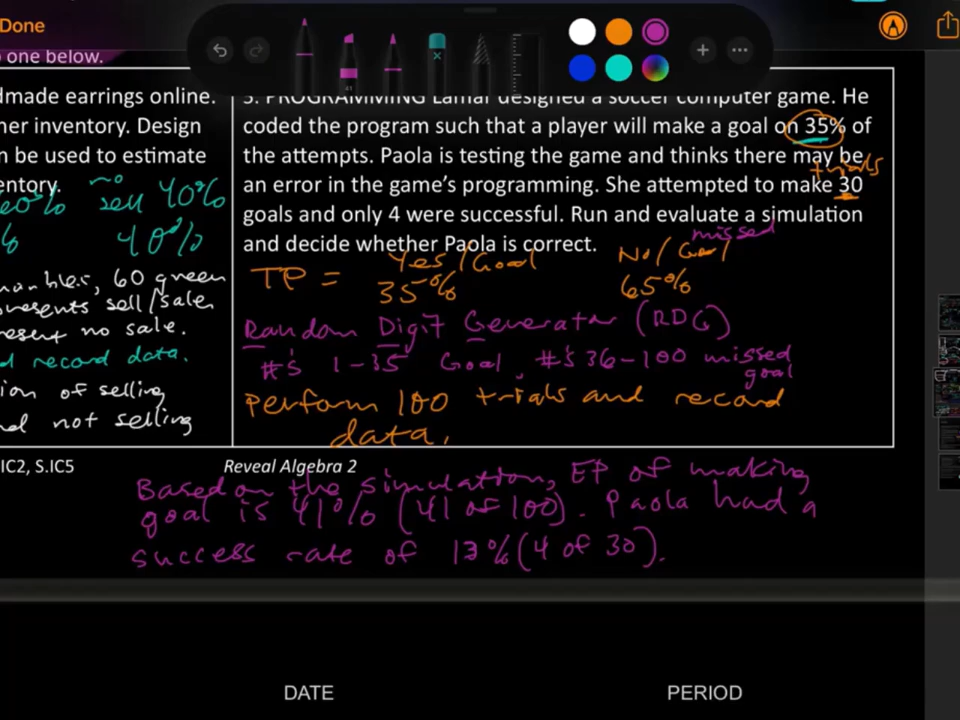 Done
o one below.
dmade earrings online.
ner inventory. Design
n be used to estimate
entory. no
60% sell 40%
% 40%
60 green
presents sell/sales
present no sale.
d record data.
ion of selling
nd not selling
3. PROGRAMMING Lamar designed a soccer computer game. He
coded the program such that a player will make a goal on 35% of
the attempts. Paola is testing the game and thinks there may be
trials
an error in the game's programming. She attempted to make 30
goals and only 4 were successful. Run and evaluate a simulation
missed
and decide whether Paola is correct.
TP = Yes/Goal No/Goal
35% 65%
Random Digit Generator (RDG)
#'s 1-35 Goal, #'s 36-100 missed
goal
Perform 100 trials and record
data.
IC2, S.IC5 Reveal Algebra 2
Based on the simulation, EP of making
goal is 41% (41 of 100). Paola had a
success rate of 13% (4 of 30).
DATE PERIOD